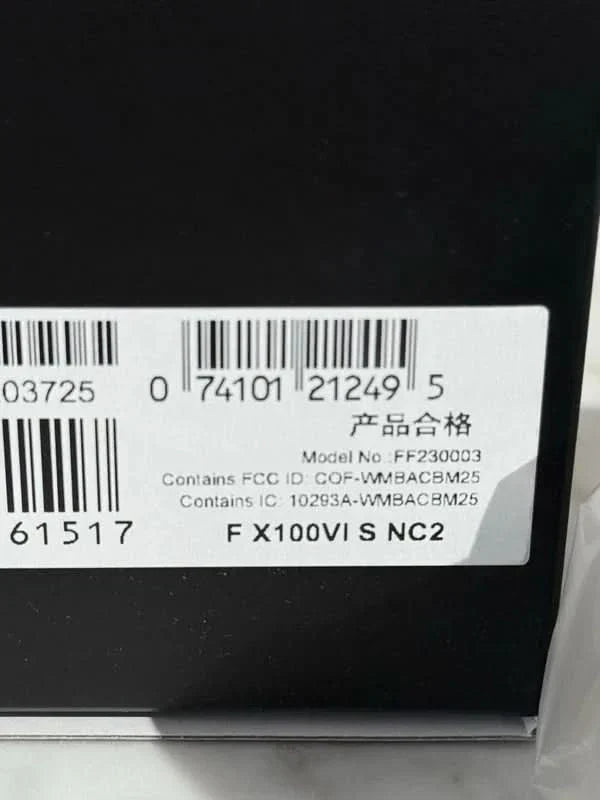 03725
0 74101 21249 5
产品合格
Model No.:FF230003
Contains FCC ID: COF-WMBACBM25
Contains IC: 10293A-WMBACBM25
61517
F X100VI S NC2